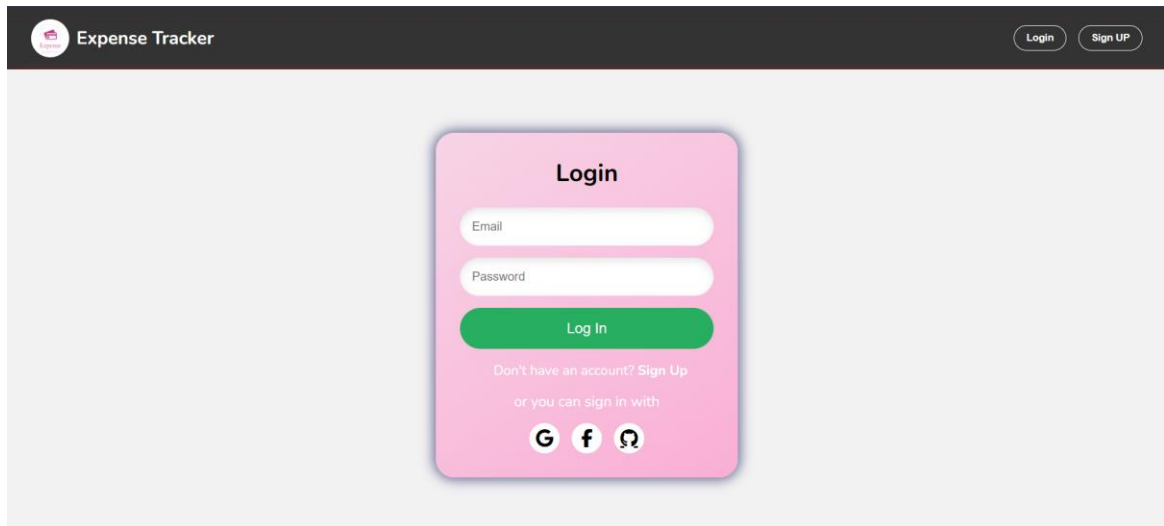 Expense
Expense Tracker
Login
Sign UP
Login
Email
Password
Log In
Don't have an account? Sign Up
or you can sign in with